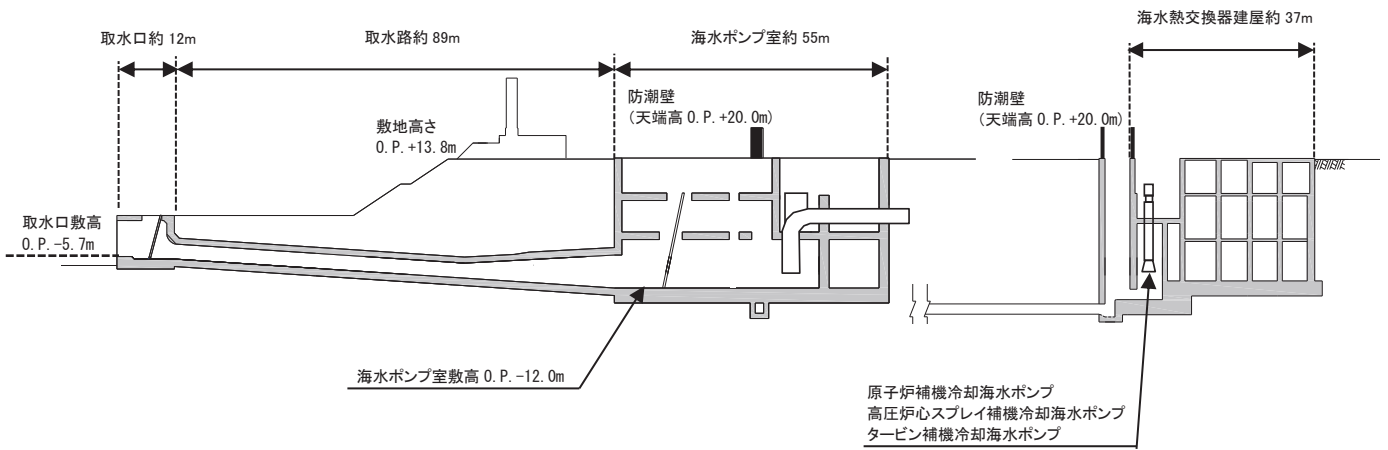 取水口約 12m
取水路約 89m
海水ポンプ室約 55m
海水熱交換器建屋約 37m
防潮壁
(天端高 O.P.+20.0m)
防潮壁
(天端高 O.P.+20.0m)
敷地高さ
O.P.+13.8m
取水口敷高
O.P.-5.7m
海水ポンプ室敷高 O.P.-12.0m
原子炉補機冷却海水ポンプ
高圧炉心スプレイ補機冷却海水ポンプ
タービン補機冷却海水ポンプ